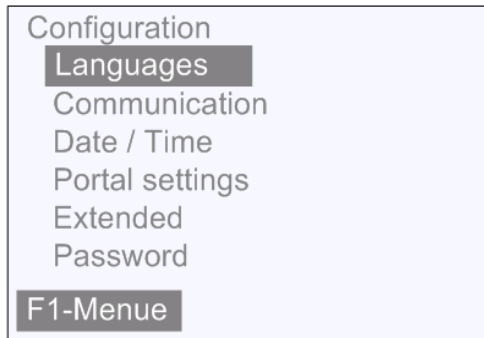 Configuration
Languages
Communication
Date / Time
Portal settings
Extended
Password
F1-Menue